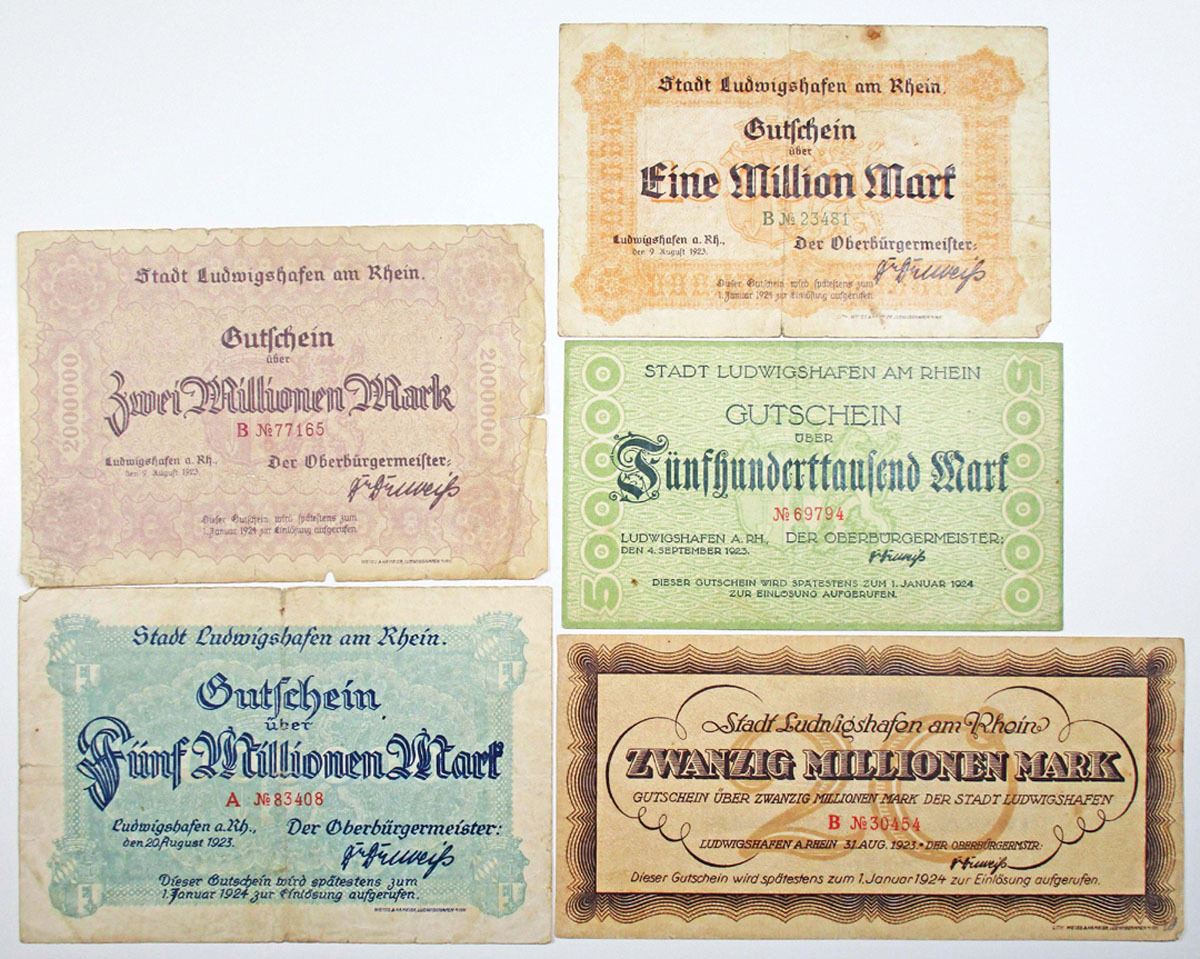 Stadt Ludwigshafen am Rhein.
Gutschein
über
Eine Million Mark
B № 23481
Ludwigshafen a. Rh.,
den 9. August 1923.
Der Oberbürgermeister:
Dieser Gutschein wird spätestens zum
1. Januar 1924 zur Einlösung aufgerufen.
Stadt Ludwigshafen am Rhein.
Gutschein
über
Zwei Millionen Mark
2000000
2000000
B № 77165
Ludwigshafen a. Rh.,
den 9. August 1923.
Der Oberbürgermeister:
Dieser Gutschein wird spätestens zum
1. Januar 1924 zur Einlösung aufgerufen.
STADT LUDWIGSHAFEN AM RHEIN
GUTSCHEIN
ÜBER
Fünfhunderttausend Mark
500000
500000
№ 69794
LUDWIGSHAFEN A. RH.,
DEN 4. SEPTEMBER 1923.
DER OBERBÜRGERMEISTER:
DIESER GUTSCHEIN WIRD SPÄTESTENS ZUM 1. JANUAR 1924
ZUR EINLÖSUNG AUFGERUFEN.
Stadt Ludwigshafen am Rhein.
Gutschein
über
Fünf Millionen Mark
A № 83408
Ludwigshafen a. Rh.,
den 20. August 1923.
Der Oberbürgermeister:
Dieser Gutschein wird spätestens zum
1. Januar 1924 zur Einlösung aufgerufen.
Stadt Ludwigshafen am Rhein
ZWANZIG MILLIONEN MARK
20
GUTSCHEIN ÜBER ZWANZIG MILLIONEN MARK DER STADT LUDWIGSHAFEN
B № 30454
LUDWIGSHAFEN A. RHEIN 31. AUG. 1923 • DER OBERBÜRGERMSTR:
Dieser Gutschein wird spätestens zum 1. Januar 1924 zur Einlösung aufgerufen.